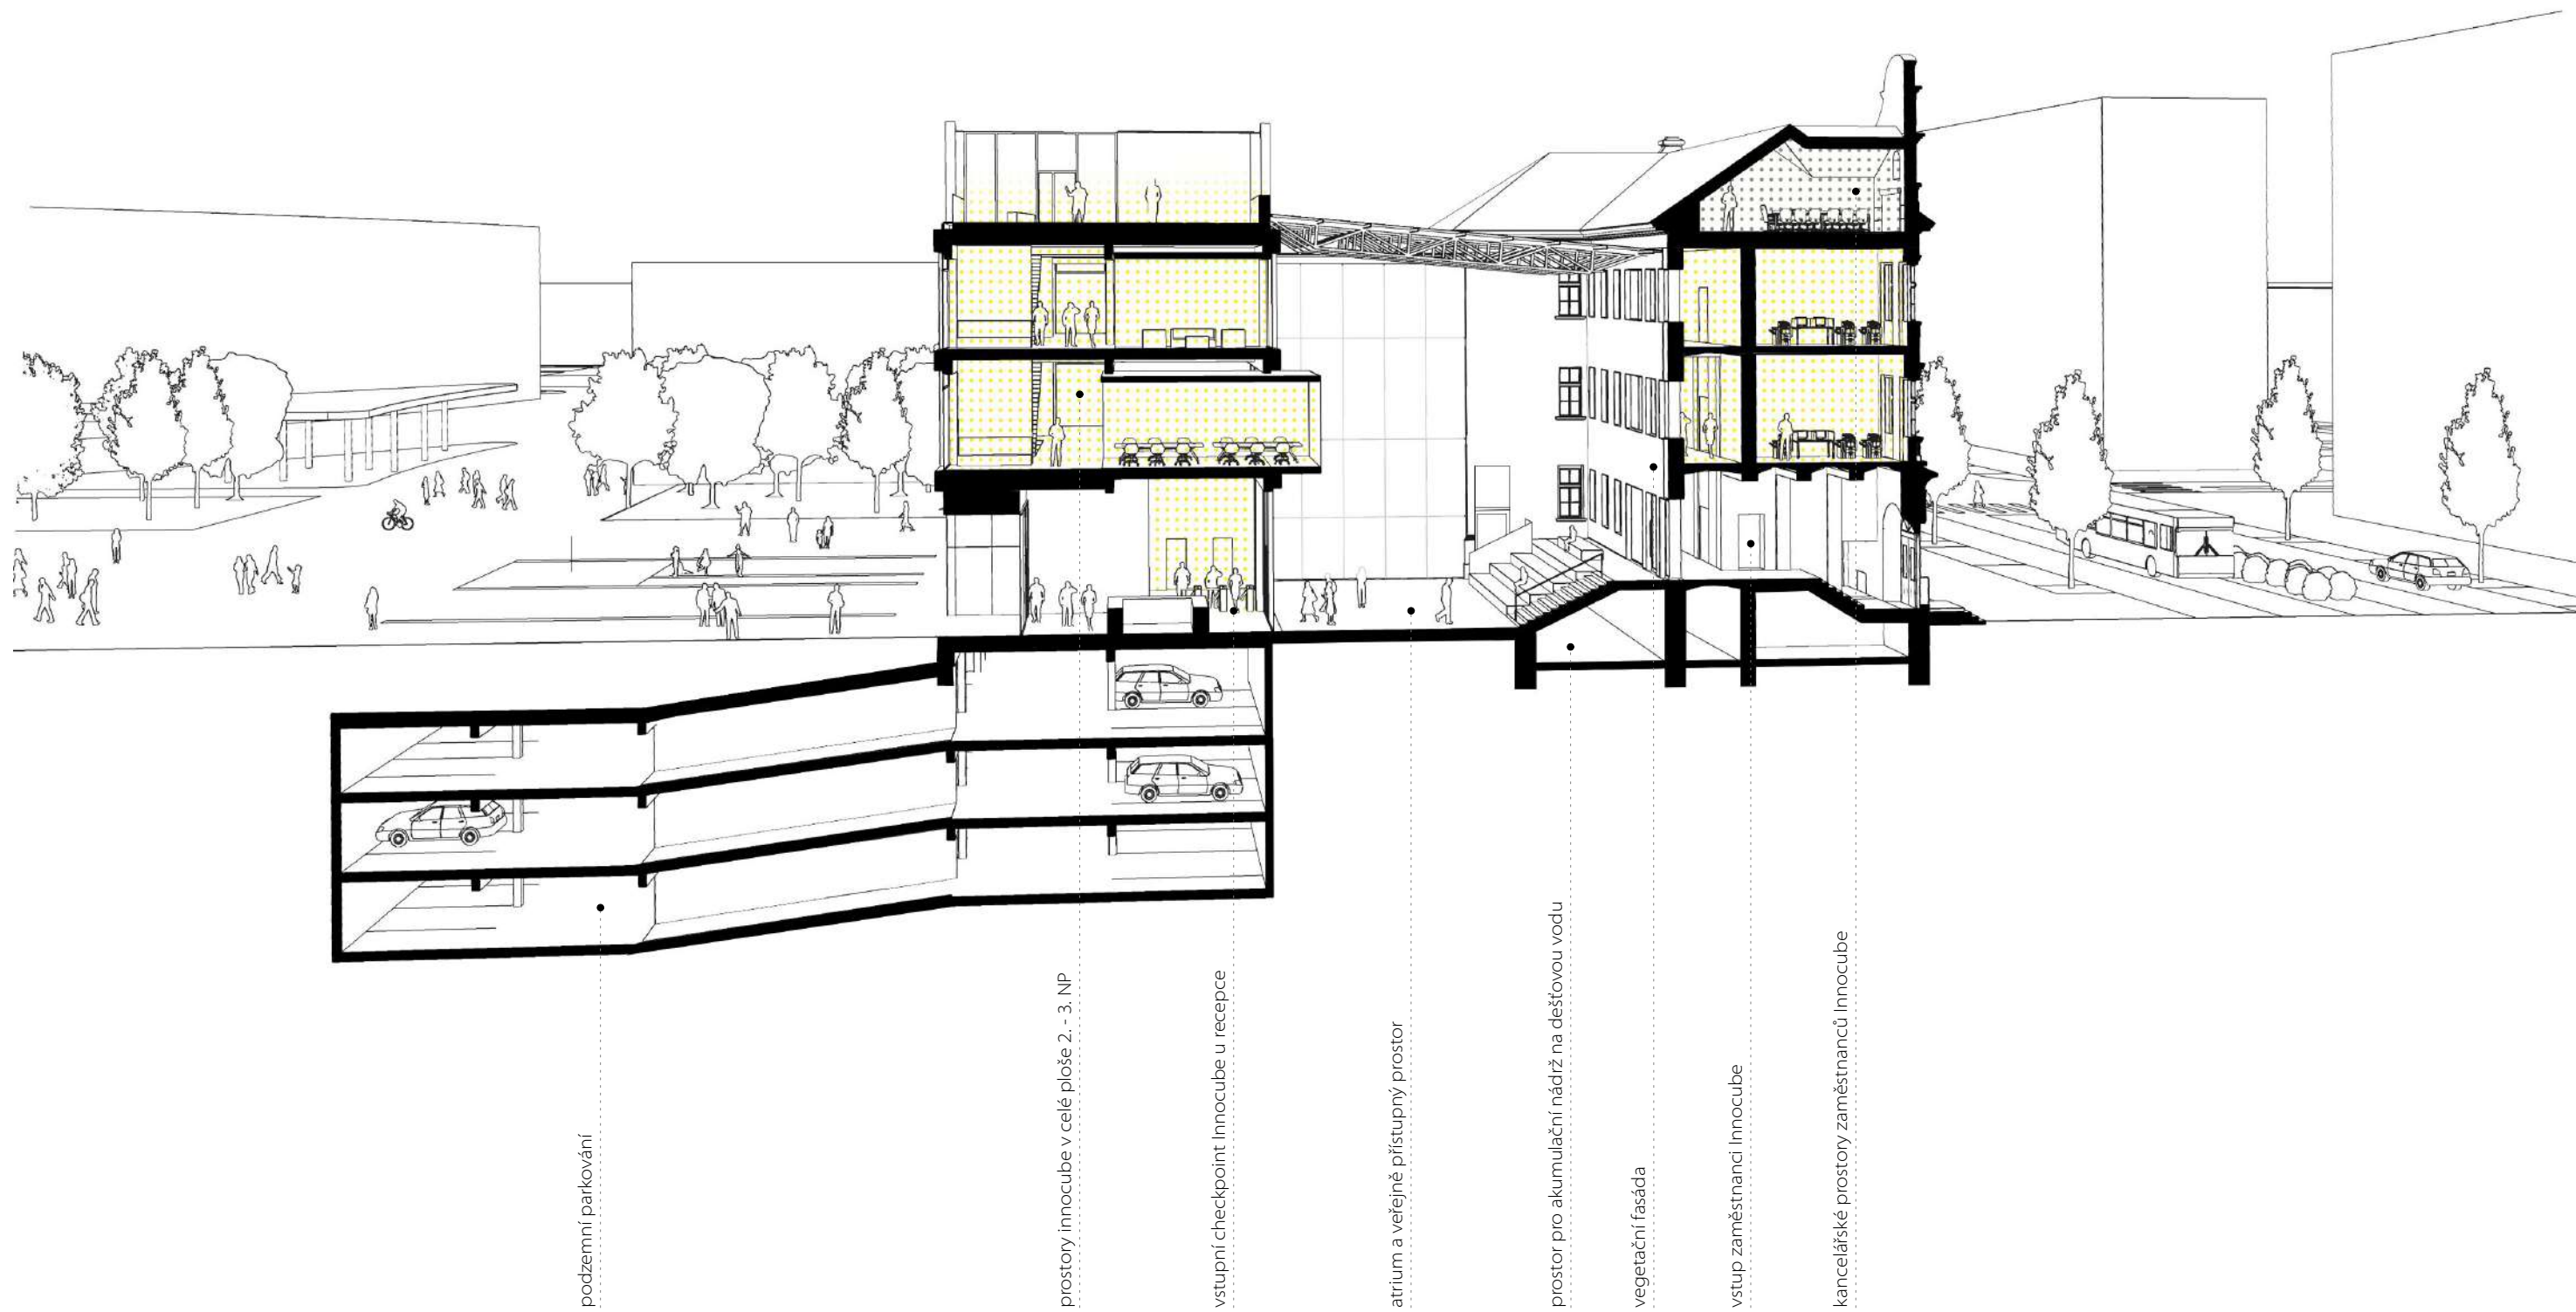 podzemní parkování
prostory innocube v celé ploše 2. - 3. NP
vstupní checkpoint Innocube u recepce
atrium a veřejně přístupný prostor
prostor pro akumulační nádrž na dešťovou vodu
vegetační fasáda
vstup zaměstnanci Innocube
kancelářské prostory zaměstnanců Innocube